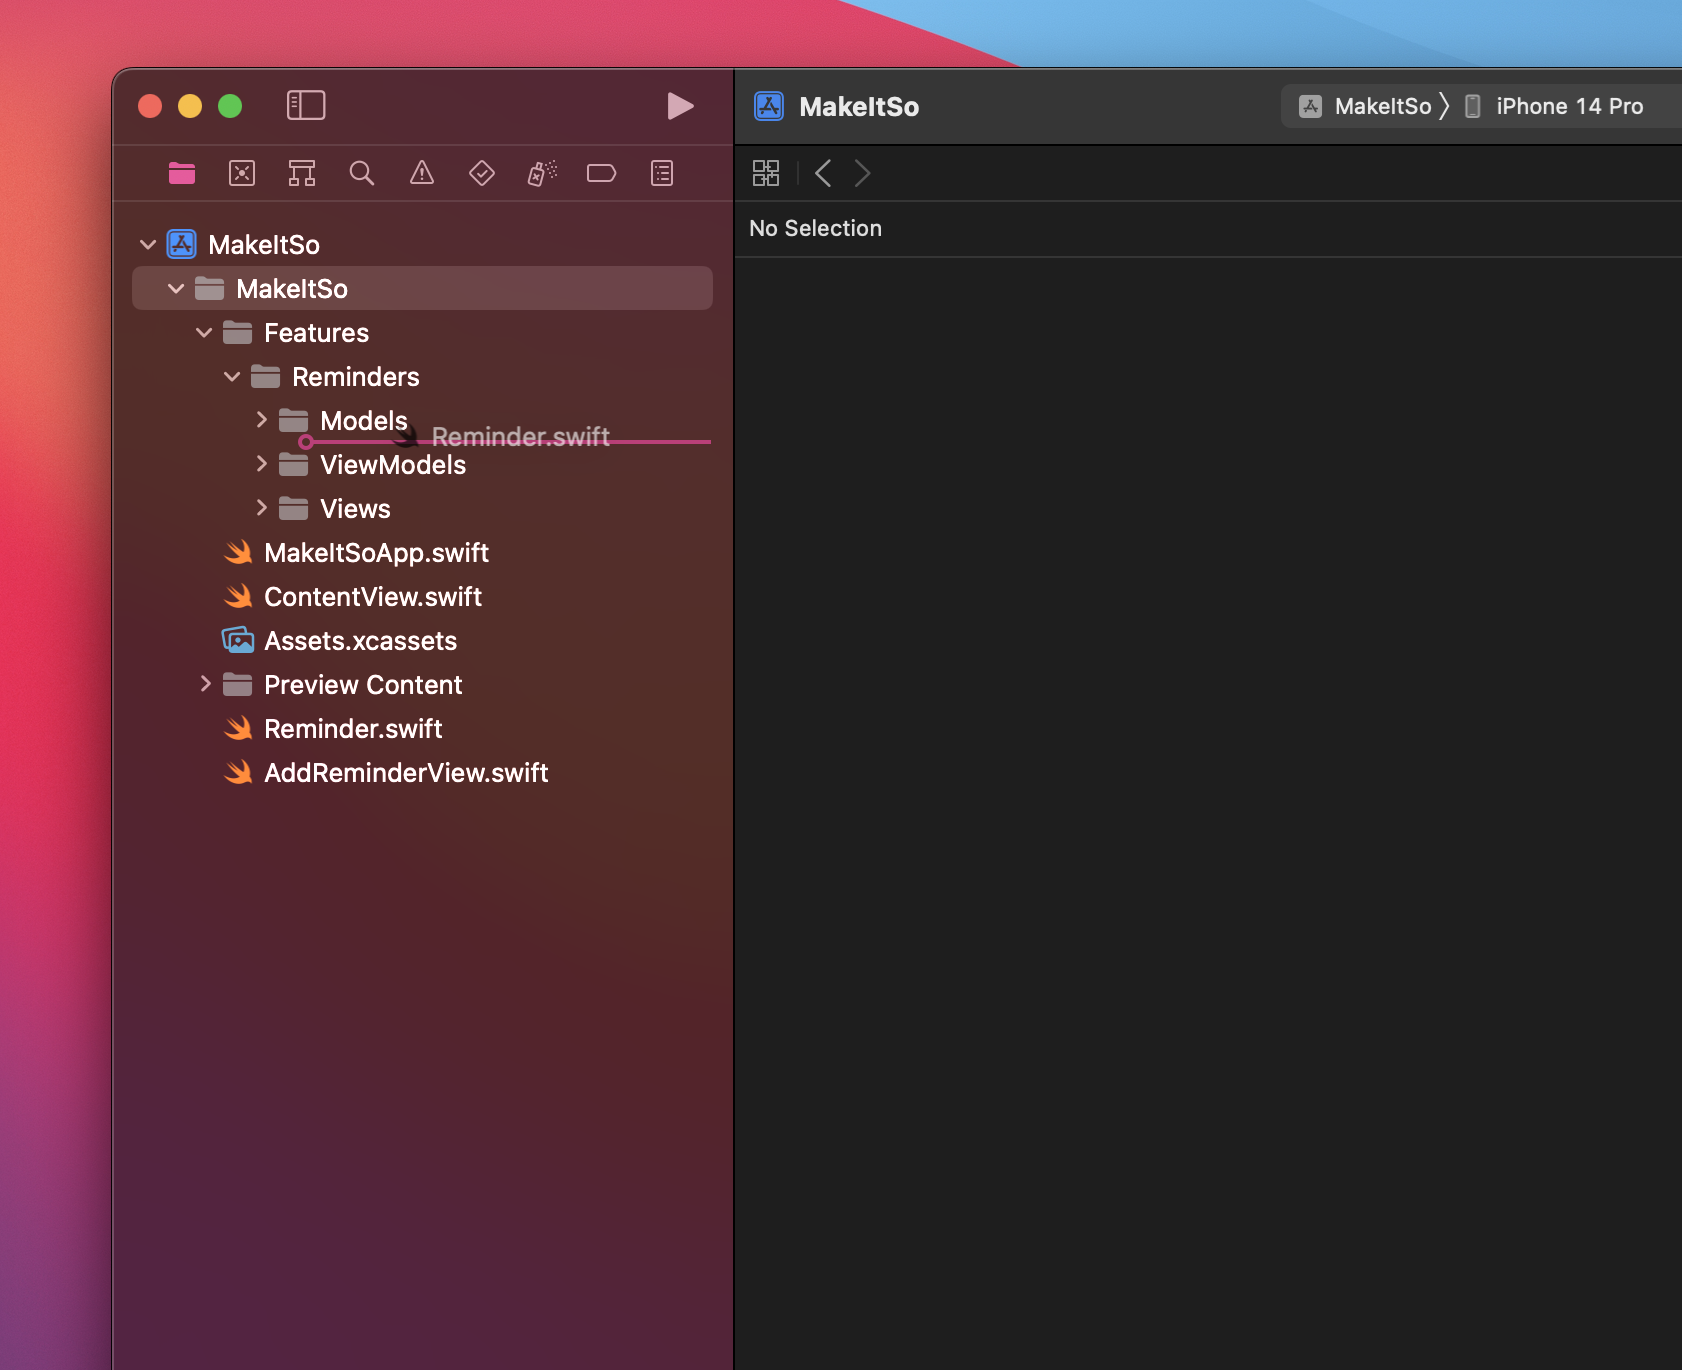 MakeItSo
MakeItSo
iPhone 14 Pro
No Selection
MakeItSo
MakeItSo
Features
Reminders
Models
Reminder.swift
ViewModels
Views
MakeItSoApp.swift
ContentView.swift
Assets.xcassets
Preview Content
Reminder.swift
AddReminderView.swift